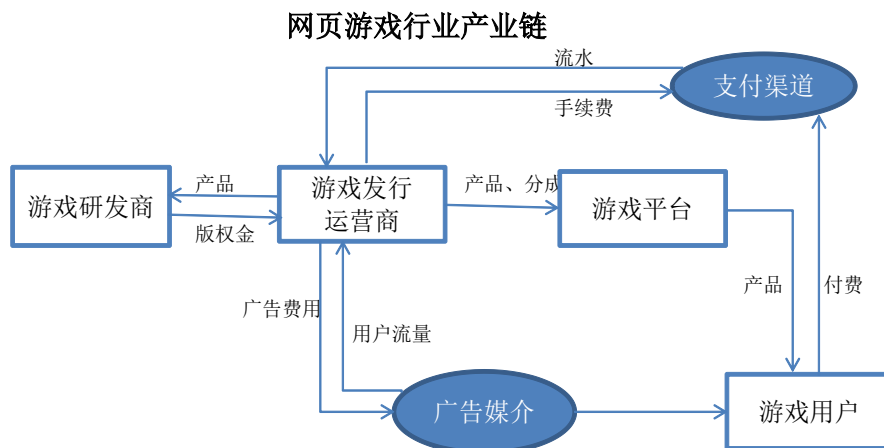 网页游戏行业产业链
流水
支付渠道
手续费
产品
游戏研发商
版权金
游戏发行
运营商
产品、分成
游戏平台
产品
付费
广告费用
用户流量
广告媒介
游戏用户